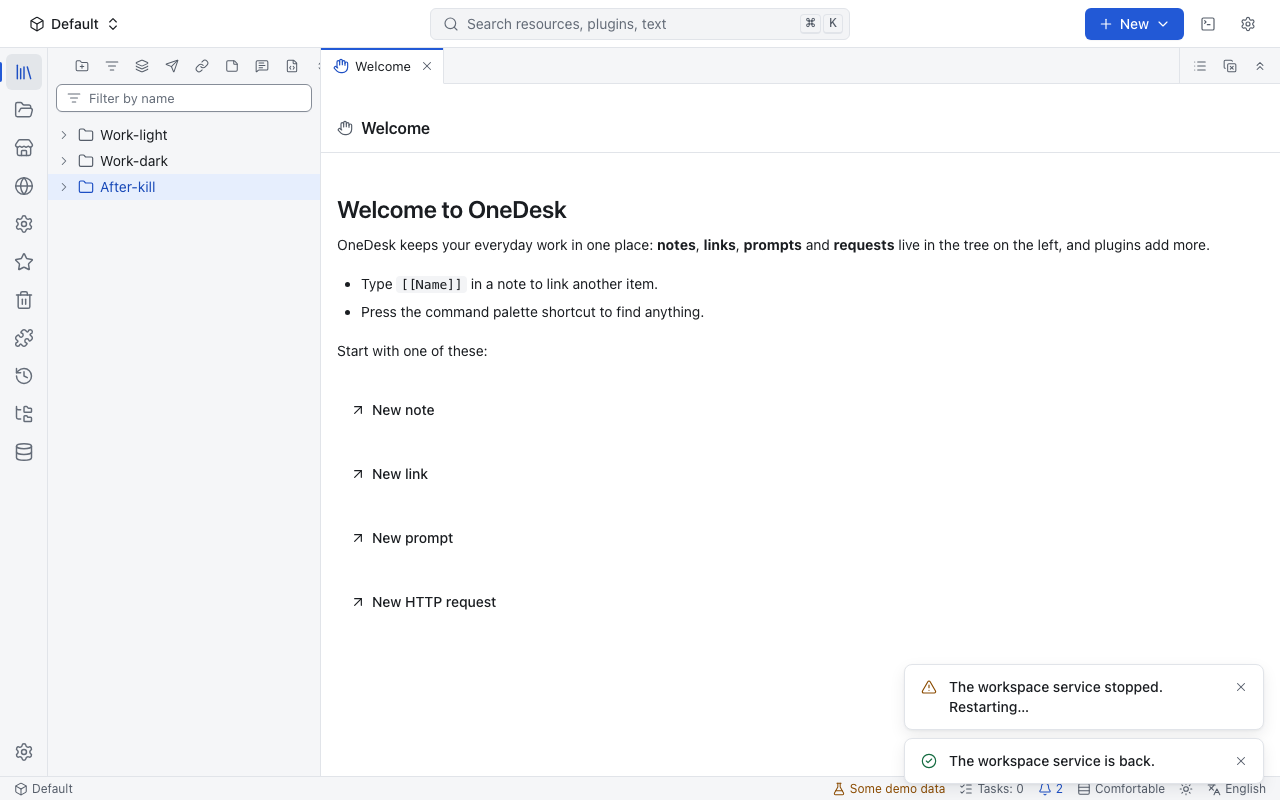 Default
Search resources, plugins, text
⌘ K
New
Welcome
Filter by name
Work-light
Work-dark
After-kill
Welcome
Welcome to OneDesk
OneDesk keeps your everyday work in one place: notes, links, prompts and requests live in the tree on the left, and plugins add more.
Type [[Name]] in a note to link another item.
Press the command palette shortcut to find anything.
Start with one of these:
New note
New link
New prompt
New HTTP request
The workspace service stopped.
Restarting...
The workspace service is back.
Default
Some demo data
Tasks: 0
2
Comfortable
English